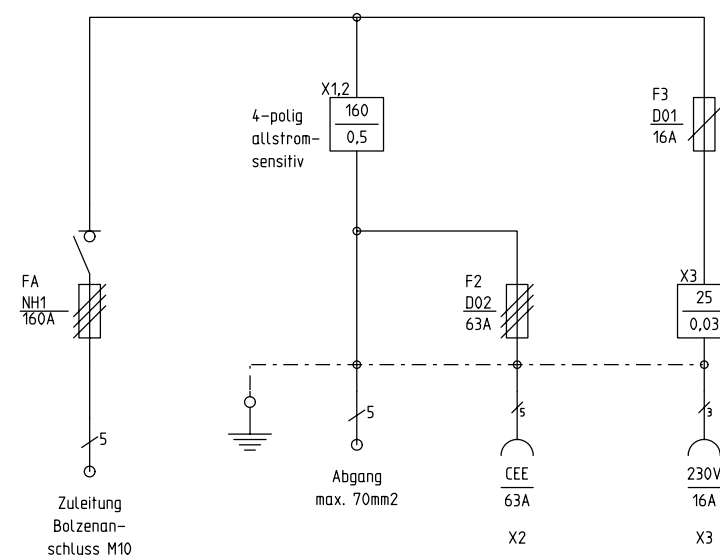 X1,2
4-polig
allstrom-
sensitiv
160
0,5
F3
D01
16A
FA
NH1
160A
F2
D02
63A
X3
25
0,03
5
5
5
3
Zuleitung
Bolzenan-
schluss M10
Abgang
max. 70mm2
CEE
63A
X2
230V
16A
X3